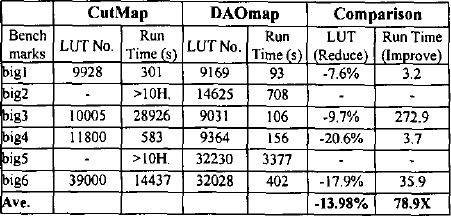 CutMap DAOmap Comparison
Bench marks LUT No. Run Time (s) LUT No. Run Time (s) LUT (Reduce) Run Time (Improve)
big1 9928 301 9169 93 -7.6% 3.2
big2 - >10H. 14625 708 - -
big3 10005 28926 9031 106 -9.7% 272.9
big4 11800 583 9364 156 -20.6% 3.7
big5 - >10H. 32230 3377 - -
big6 39000 14437 32028 402 -17.9% 35.9
Ave. -13.98% 78.9X